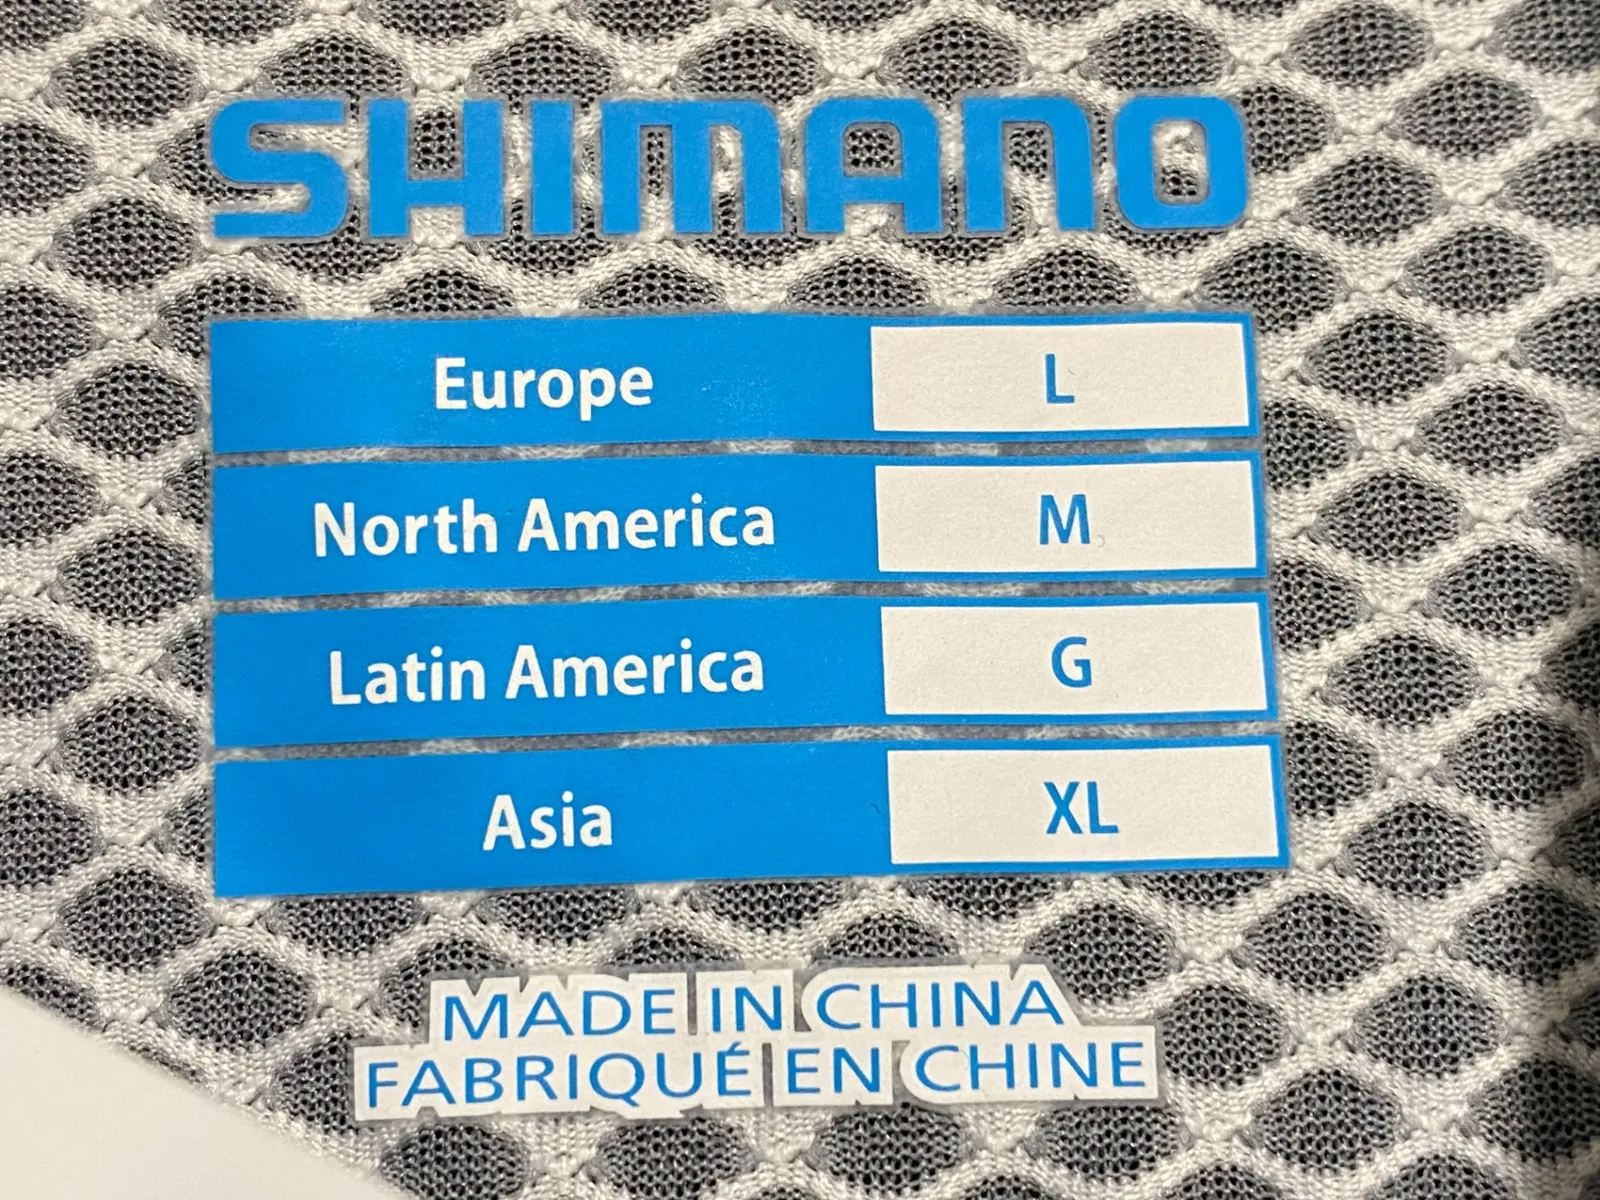 SHIMANO
Europe L
North America M
Latin America G
Asia XL
MADE IN CHINA
FABRIQUÉ EN CHINE